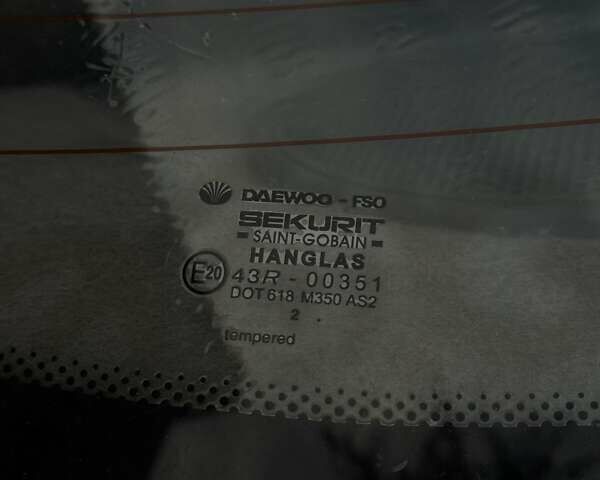 DAEWOO - FSO
SEKURIT
SAINT-GOBAIN
HANGLAS
E20 43R - 00351
DOT 618 M350 AS2
2 .
tempered